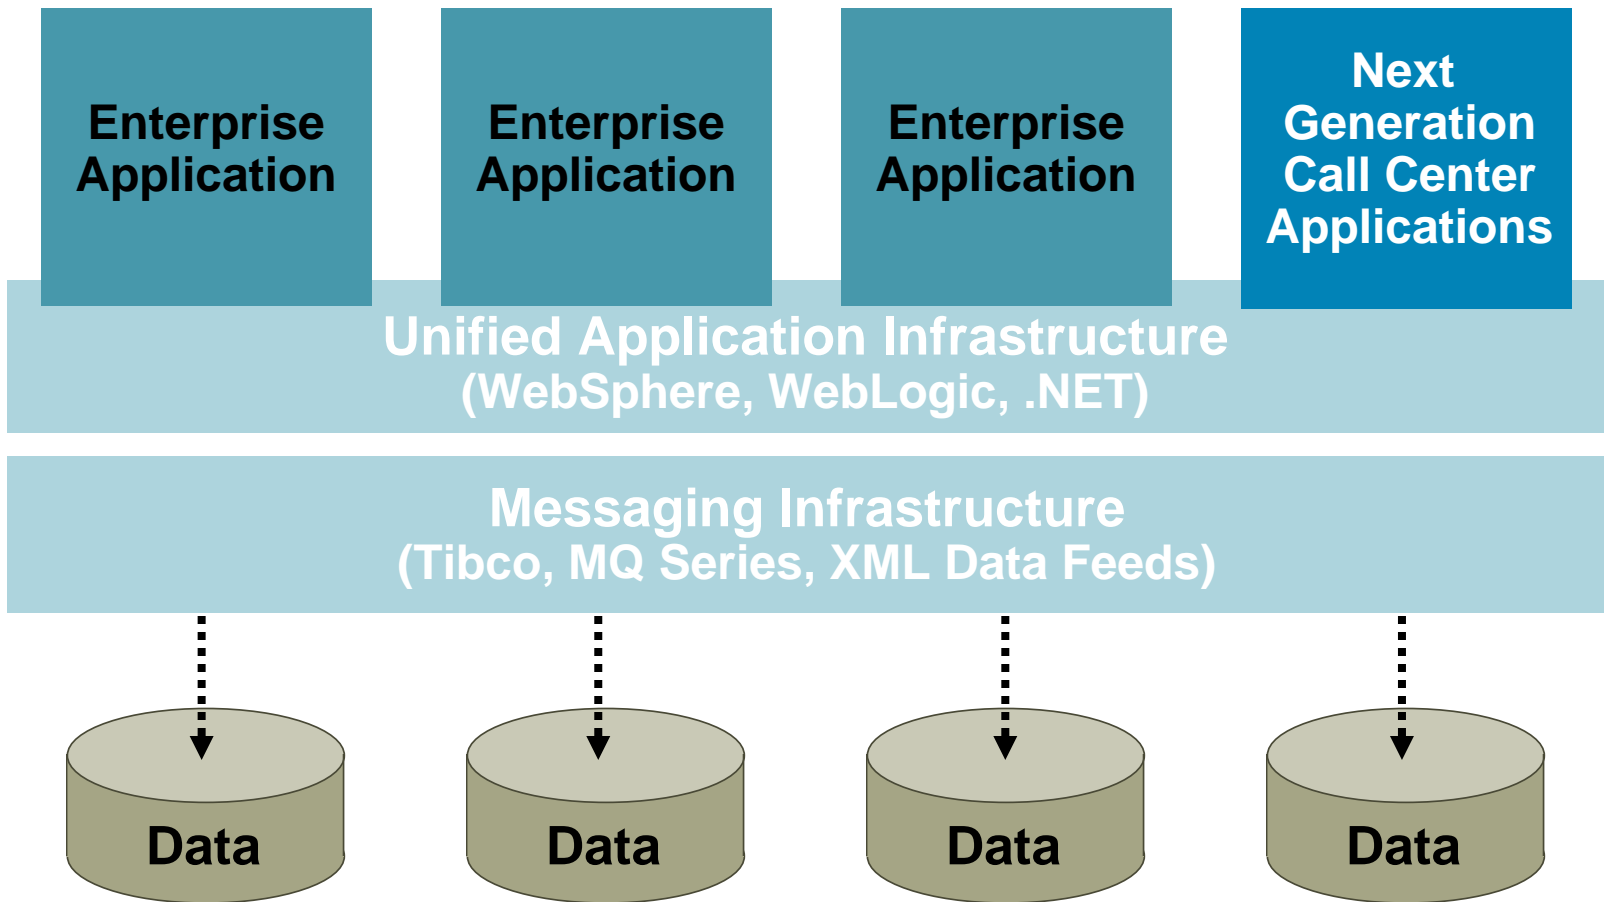 Enterprise
Application
Enterprise
Application
Enterprise
Application
Next
Generation
Call Center
Applications
Unified Application Infrastructure
(WebSphere, WebLogic, .NET)
Messaging Infrastructure
(Tibco, MQ Series, XML Data Feeds)
Data
Data
Data
Data